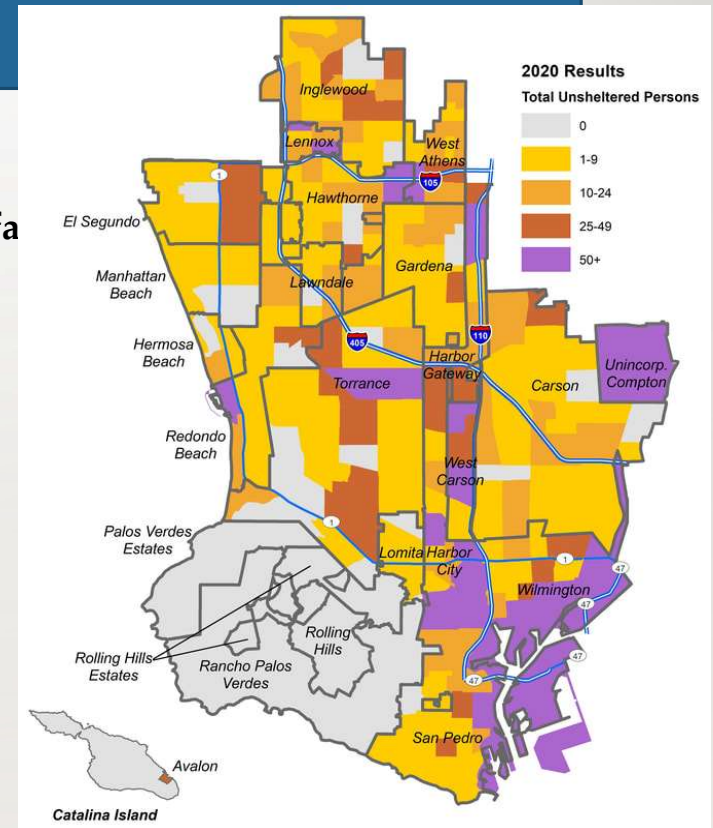 2020 Results
Total Unsheltered Persons
0
1-9
10-24
25-49
50+
fa
Inglewood
Lennox
West
Athens
105
1
Hawthorne
El Segundo
Gardena
Manhattan
Beach
Lawndale
Hermosa
Beach
405
110
Harbor
Gateway
Unincorp.
Compton
Torrance
Carson
Redondo
Beach
West
Carson
1
Palos Verdes
Estates
Lomita
Harbor
City
1
47
Wilmington
47
Rolling
Hills
Rolling Hills
Estates
Rancho Palos
Verdes
47
47
San Pedro
Avalon
Catalina Island